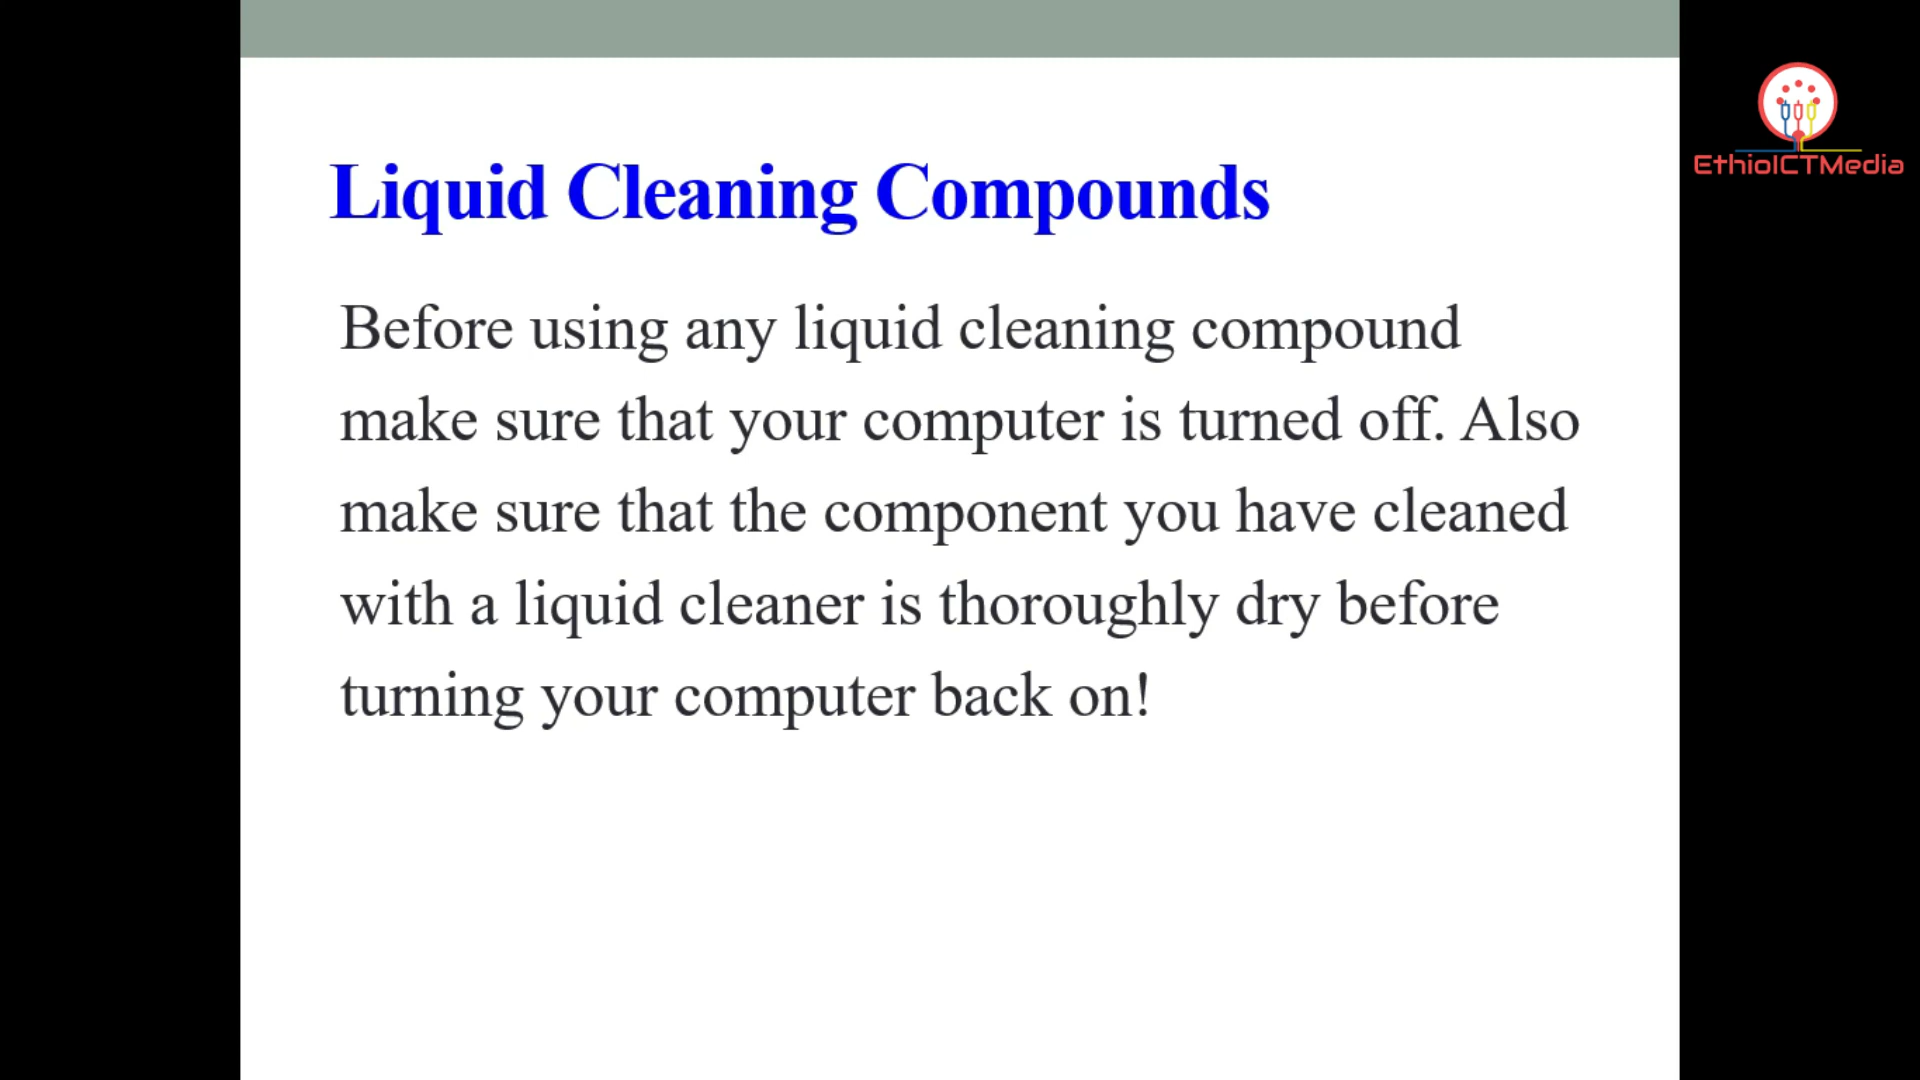 Liquid Cleaning Compounds
Before using any liquid cleaning compound
make sure that your computer is turned off. Also
make sure that the component you have cleaned
with a liquid cleaner is thoroughly dry before
turning your computer back on!
EthioICTMedia